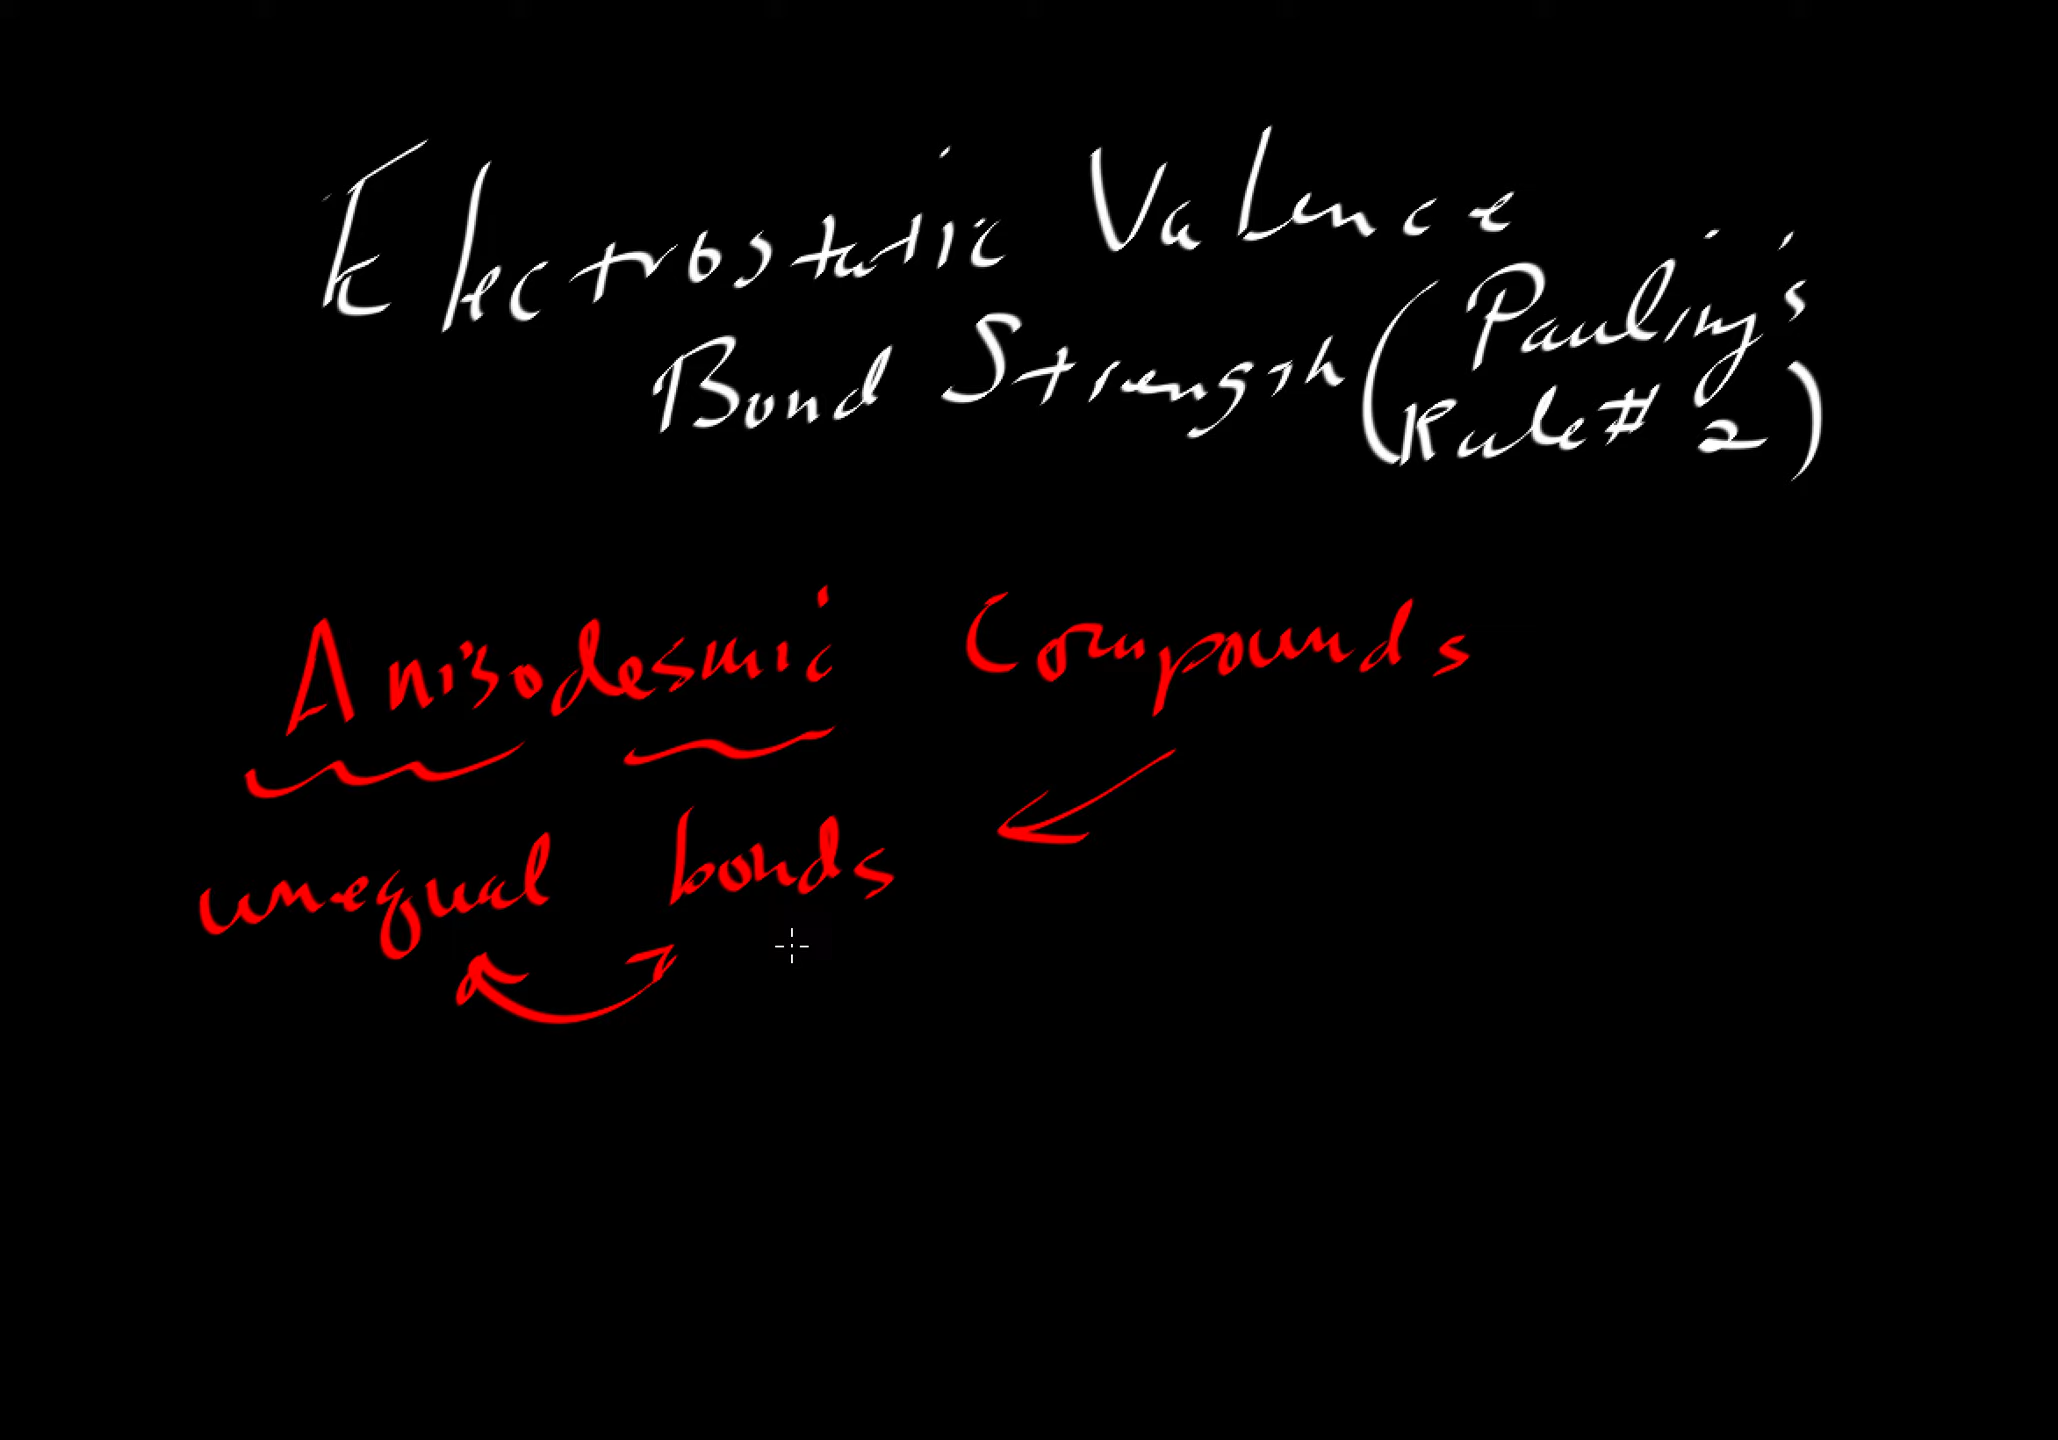 Electrostatic Valence
Bond Strength (Pauling's
Rule # 2)
Anisodesmic Compounds
unequal bonds